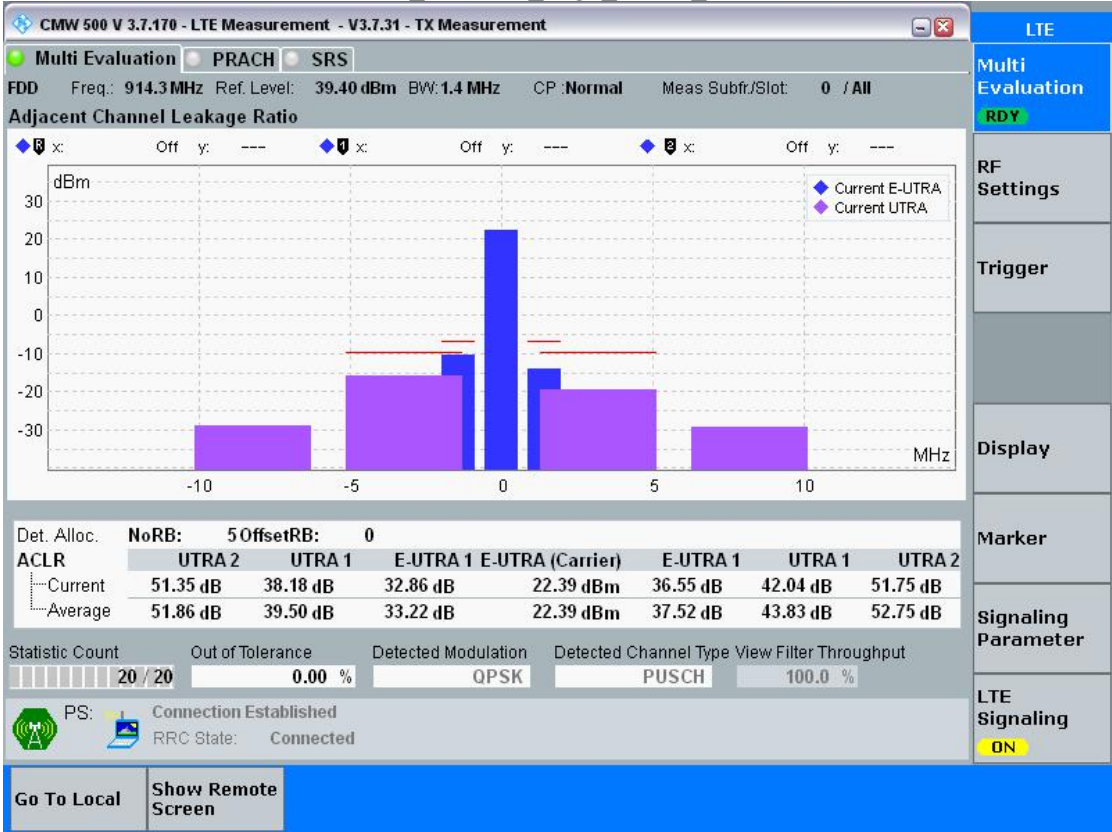 CMW 500 V 3.7.170 - LTE Measurement - V3.7.31 - TX Measurement
LTE
Multi Evaluation PRACH SRS
Multi
Evaluation
RDY
FDD Freq.: 914.3 MHz Ref. Level: 39.40 dBm BW: 1.4 MHz CP :Normal Meas Subfr./Slot: 0 / All
Adjacent Channel Leakage Ratio
R x: Off y: --- 1 x: Off y: --- 2 x: Off y: ---
dBm
Current E-UTRA
Current UTRA
30
20
10
0
-10
-20
-30
MHz
-10 -5 0 5 10
RF
Settings
Trigger
Display
Marker
Signaling
Parameter
LTE
Signaling
ON
Det. Alloc. NoRB: 5 OffsetRB: 0
ACLR UTRA 2 UTRA 1 E-UTRA 1 E-UTRA (Carrier) E-UTRA 1 UTRA 1 UTRA 2
Current 51.35 dB 38.18 dB 32.86 dB 22.39 dBm 36.55 dB 42.04 dB 51.75 dB
Average 51.86 dB 39.50 dB 33.22 dB 22.39 dBm 37.52 dB 43.83 dB 52.75 dB
Statistic Count Out of Tolerance Detected Modulation Detected Channel Type View Filter Throughput
20 / 20 0.00 % QPSK PUSCH 100.0 %
PS: Connection Established
RRC State: Connected
Go To Local
Show Remote
Screen